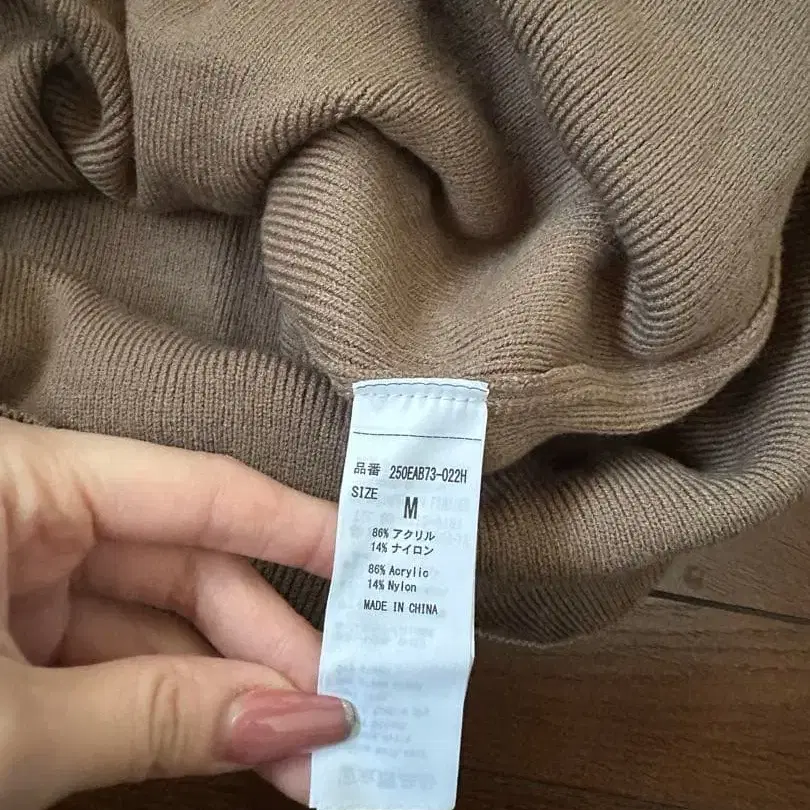 品番 250EAB73-022H
SIZE M
86% アクリル
14% ナイロン
86% Acrylic
14% Nylon
MADE IN CHINA